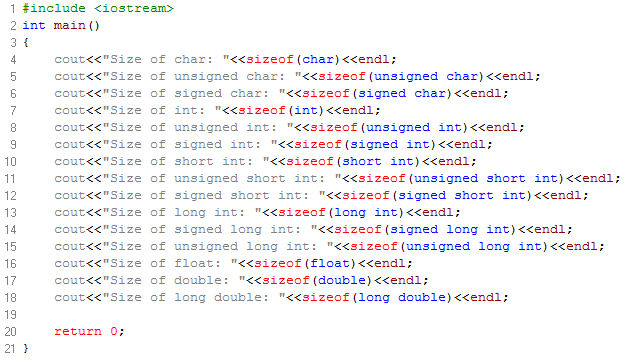 1 #include <iostream>
2 int main()
3 {
4 cout<<"Size of char: "<<sizeof(char)<<endl;
5 cout<<"Size of unsigned char: "<<sizeof(unsigned char)<<endl;
6 cout<<"Size of signed char: "<<sizeof(signed char)<<endl;
7 cout<<"Size of int: "<<sizeof(int)<<endl;
8 cout<<"Size of unsigned int: "<<sizeof(unsigned int)<<endl;
9 cout<<"Size of signed int: "<<sizeof(signed int)<<endl;
10 cout<<"Size of short int: "<<sizeof(short int)<<endl;
11 cout<<"Size of unsigned short int: "<<sizeof(unsigned short int)<<endl;
12 cout<<"Size of signed short int: "<<sizeof(signed short int)<<endl;
13 cout<<"Size of long int: "<<sizeof(long int)<<endl;
14 cout<<"Size of signed long int: "<<sizeof(signed long int)<<endl;
15 cout<<"Size of unsigned long int: "<<sizeof(unsigned long int)<<endl;
16 cout<<"Size of float: "<<sizeof(float)<<endl;
17 cout<<"Size of double: "<<sizeof(double)<<endl;
18 cout<<"Size of long double: "<<sizeof(long double)<<endl;
19
20 return 0;
21 }